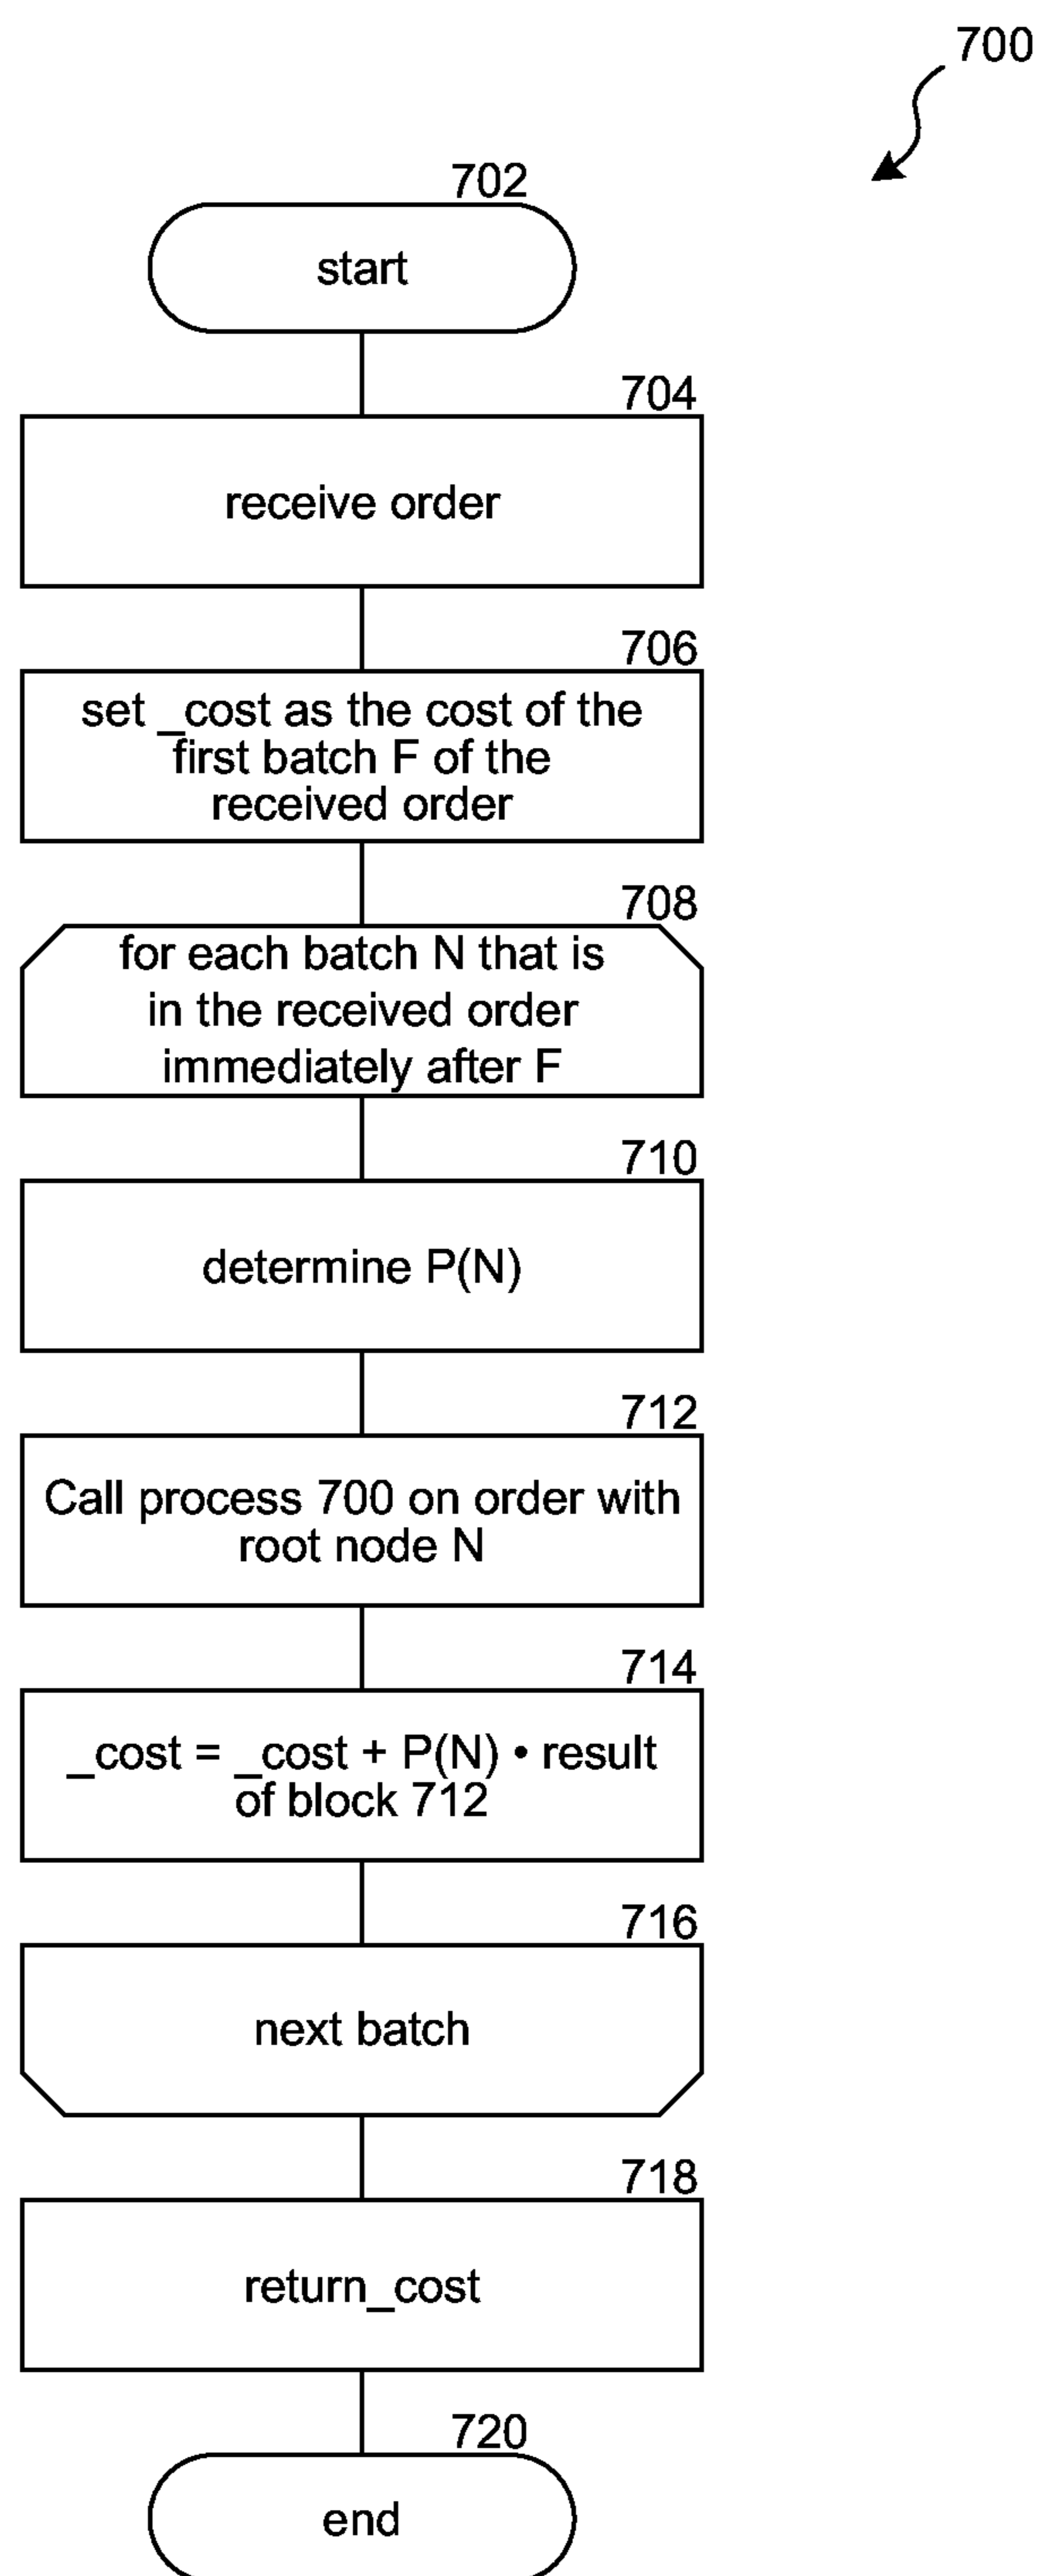 700
702
start
704
receive order
706
set _cost as the cost of the
first batch F of the
received order
708
for each batch N that is
in the received order
immediately after F
710
determine P(N)
712
Call process 700 on order with
root node N
714
_cost = _cost + P(N) • result
of block 712
716
next batch
718
return_cost
720
end